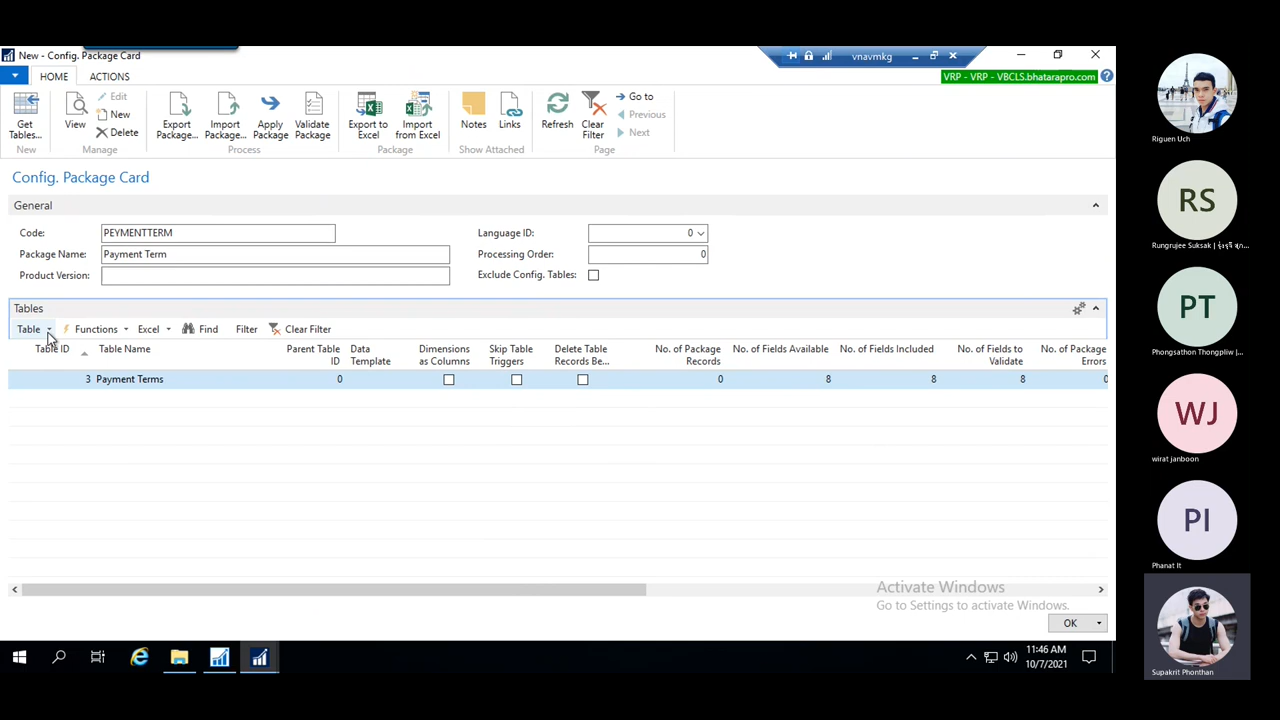 New - Config. Package Card
vnavmkg
HOME
ACTIONS
VRP - VRP - VBCLS.bhatarapro.com
Get Tables...
View
Edit
New
Delete
Export Package...
Import Package...
Apply Package
Validate Package
Export to Excel
Import from Excel
Notes
Links
Refresh
Clear Filter
Go to
Previous
Next
New
Manage
Process
Package
Show Attached
Page
Config. Package Card
General
Code:
PEYMENTTERM
Language ID:
0
Package Name:
Payment Term
Processing Order:
0
Product Version:
Exclude Config. Tables:
Tables
Table
Functions
Excel
Find
Filter
Clear Filter
Table ID
Table Name
Parent Table ID
Data Template
Dimensions as Columns
Skip Table Triggers
Delete Table Records Be...
No. of Package Records
No. of Fields Available
No. of Fields Included
No. of Fields to Validate
No. of Package Errors
3 Payment Terms 0 0 8 8 8 0
Activate Windows
Go to Settings to activate Windows.
OK
11:46 AM
10/7/2021
Riguen Uch
RS
PT
Phongsathon Thongpliw |...
WJ
wirat janboon
PI
Phanat It
Supakrit Phonthan